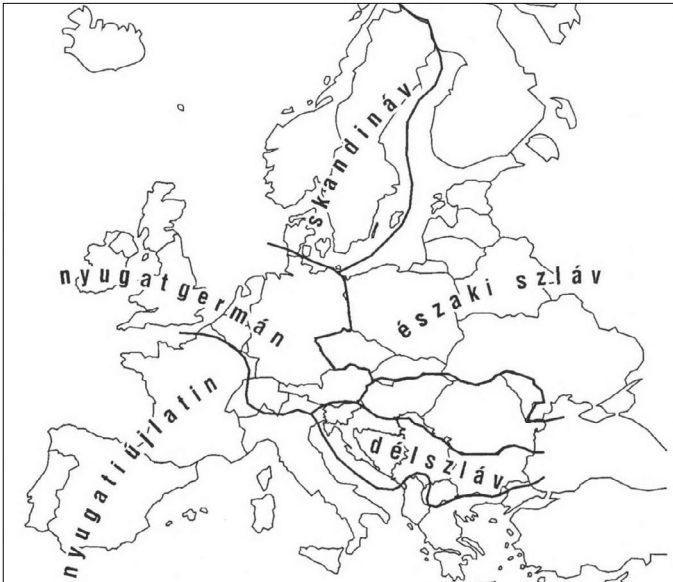 skandináv
nyugatgermán
északi szláv
nyugatiújlatin
délszláv